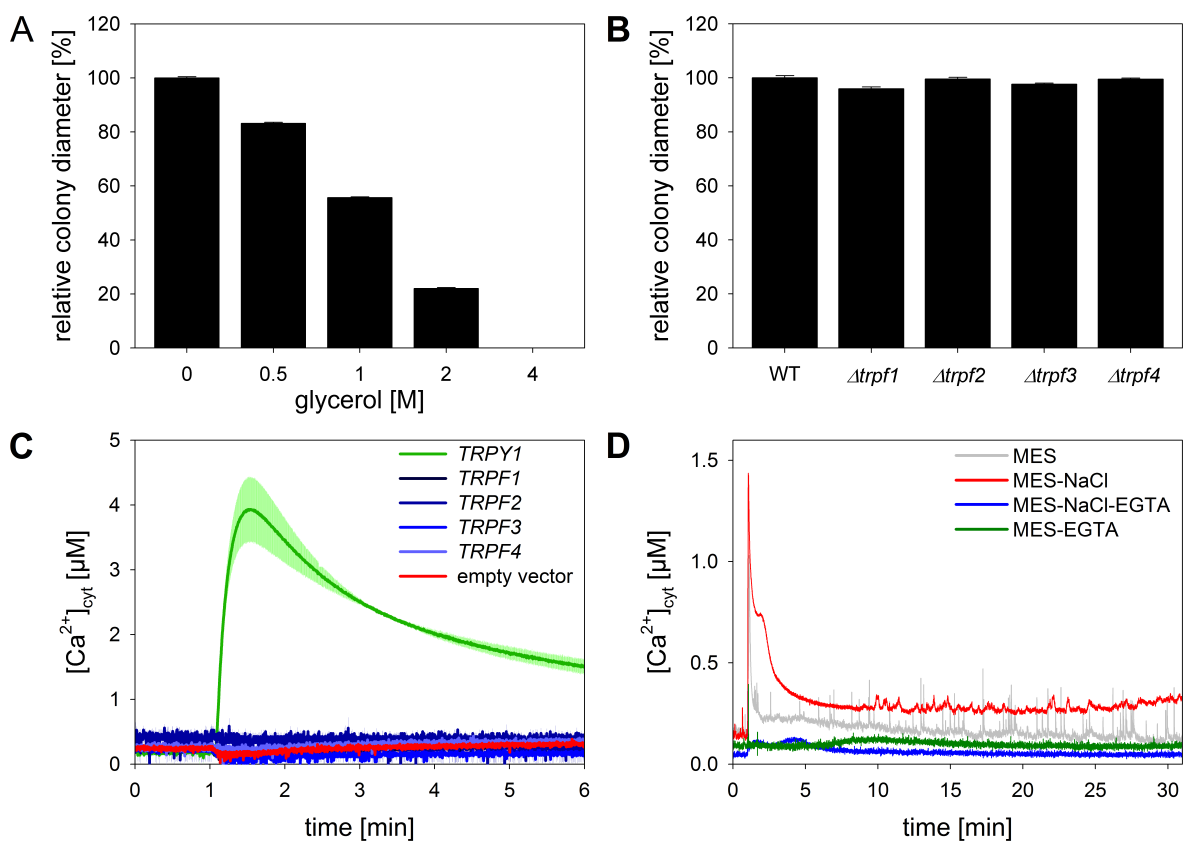 A
relative colony diameter [%]
120
100
80
60
40
20
0
0 0.5 1 2 4
glycerol [M]
B
relative colony diameter [%]
120
100
80
60
40
20
0
WT Δtrpf1 Δtrpf2 Δtrpf3 Δtrpf4
C
[Ca2+]cyt [µM]
5
4
3
2
1
0
0 1 2 3 4 5 6
time [min]
TRPY1
TRPF1
TRPF2
TRPF3
TRPF4
empty vector
D
[Ca2+]cyt [µM]
1.5
1.0
0.5
0.0
0 5 10 15 20 25 30
time [min]
MES
MES-NaCl
MES-NaCl-EGTA
MES-EGTA